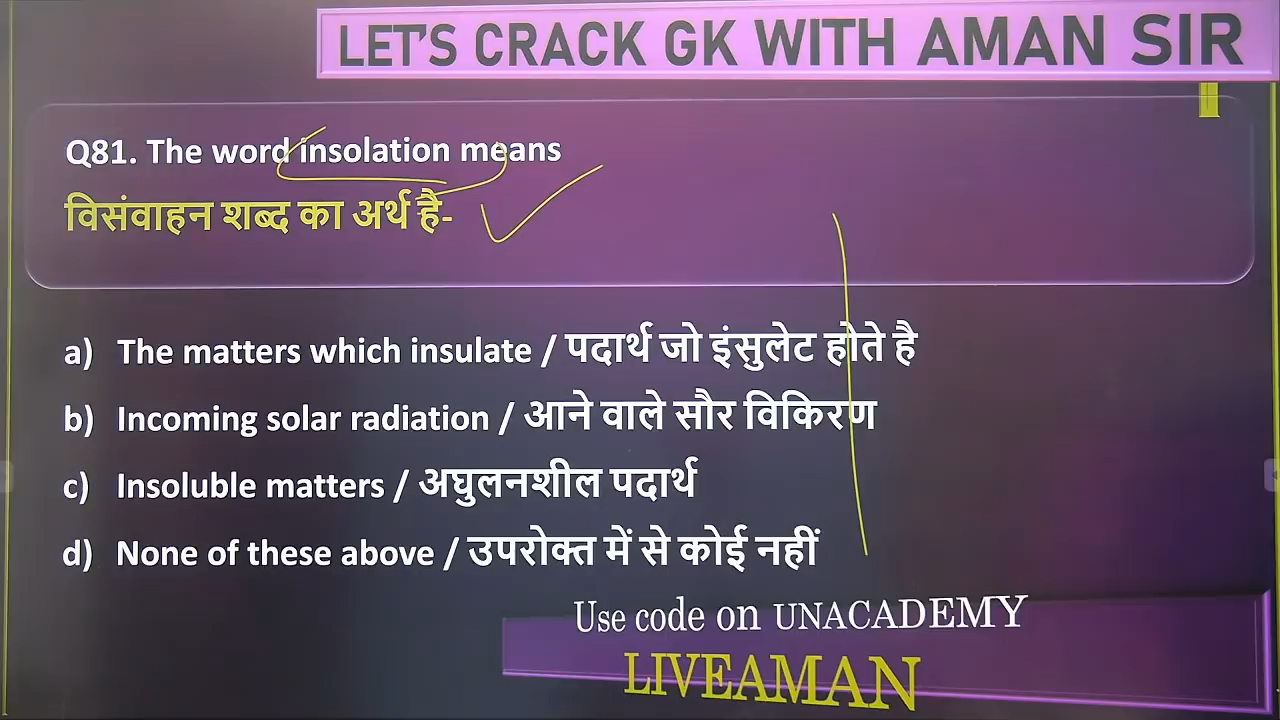 LET'S CRACK GK WITH AMAN SIR
Q81. The word insolation means
विसंवाहन शब्द का अर्थ है-
a) The matters which insulate / पदार्थ जो इंसुलेट होते है
b) Incoming solar radiation / आने वाले सौर विकिरण
c) Insoluble matters / अघुलनशील पदार्थ
d) None of these above / उपरोक्त में से कोई नहीं
Use code on UNACADEMY
LIVEAMAN